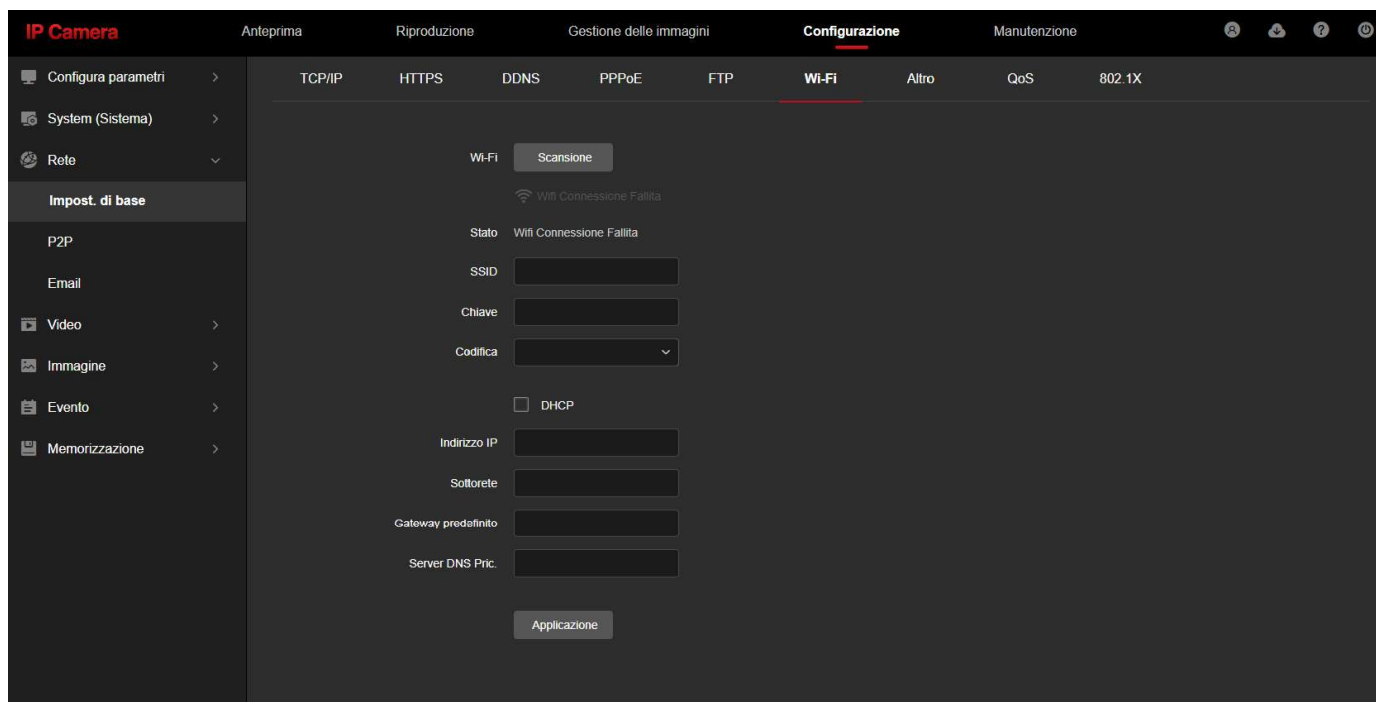 IP Camera
Anteprima
Riproduzione
Gestione delle immagini
Configurazione
Manutenzione
Configura parametri
System (Sistema)
Rete
Impost. di base
P2P
Email
Video
Immagine
Evento
Memorizzazione
TCP/IP
HTTPS
DDNS
PPPoE
FTP
Wi-Fi
Altro
QoS
802.1X
Wi-Fi
Scansione
Wifi Connessione Fallita
Stato
Wifi Connessione Fallita
SSID
Chiave
Codifica
DHCP
Indirizzo IP
Sottorete
Gateway predefinito
Server DNS Pric.
Applicazione